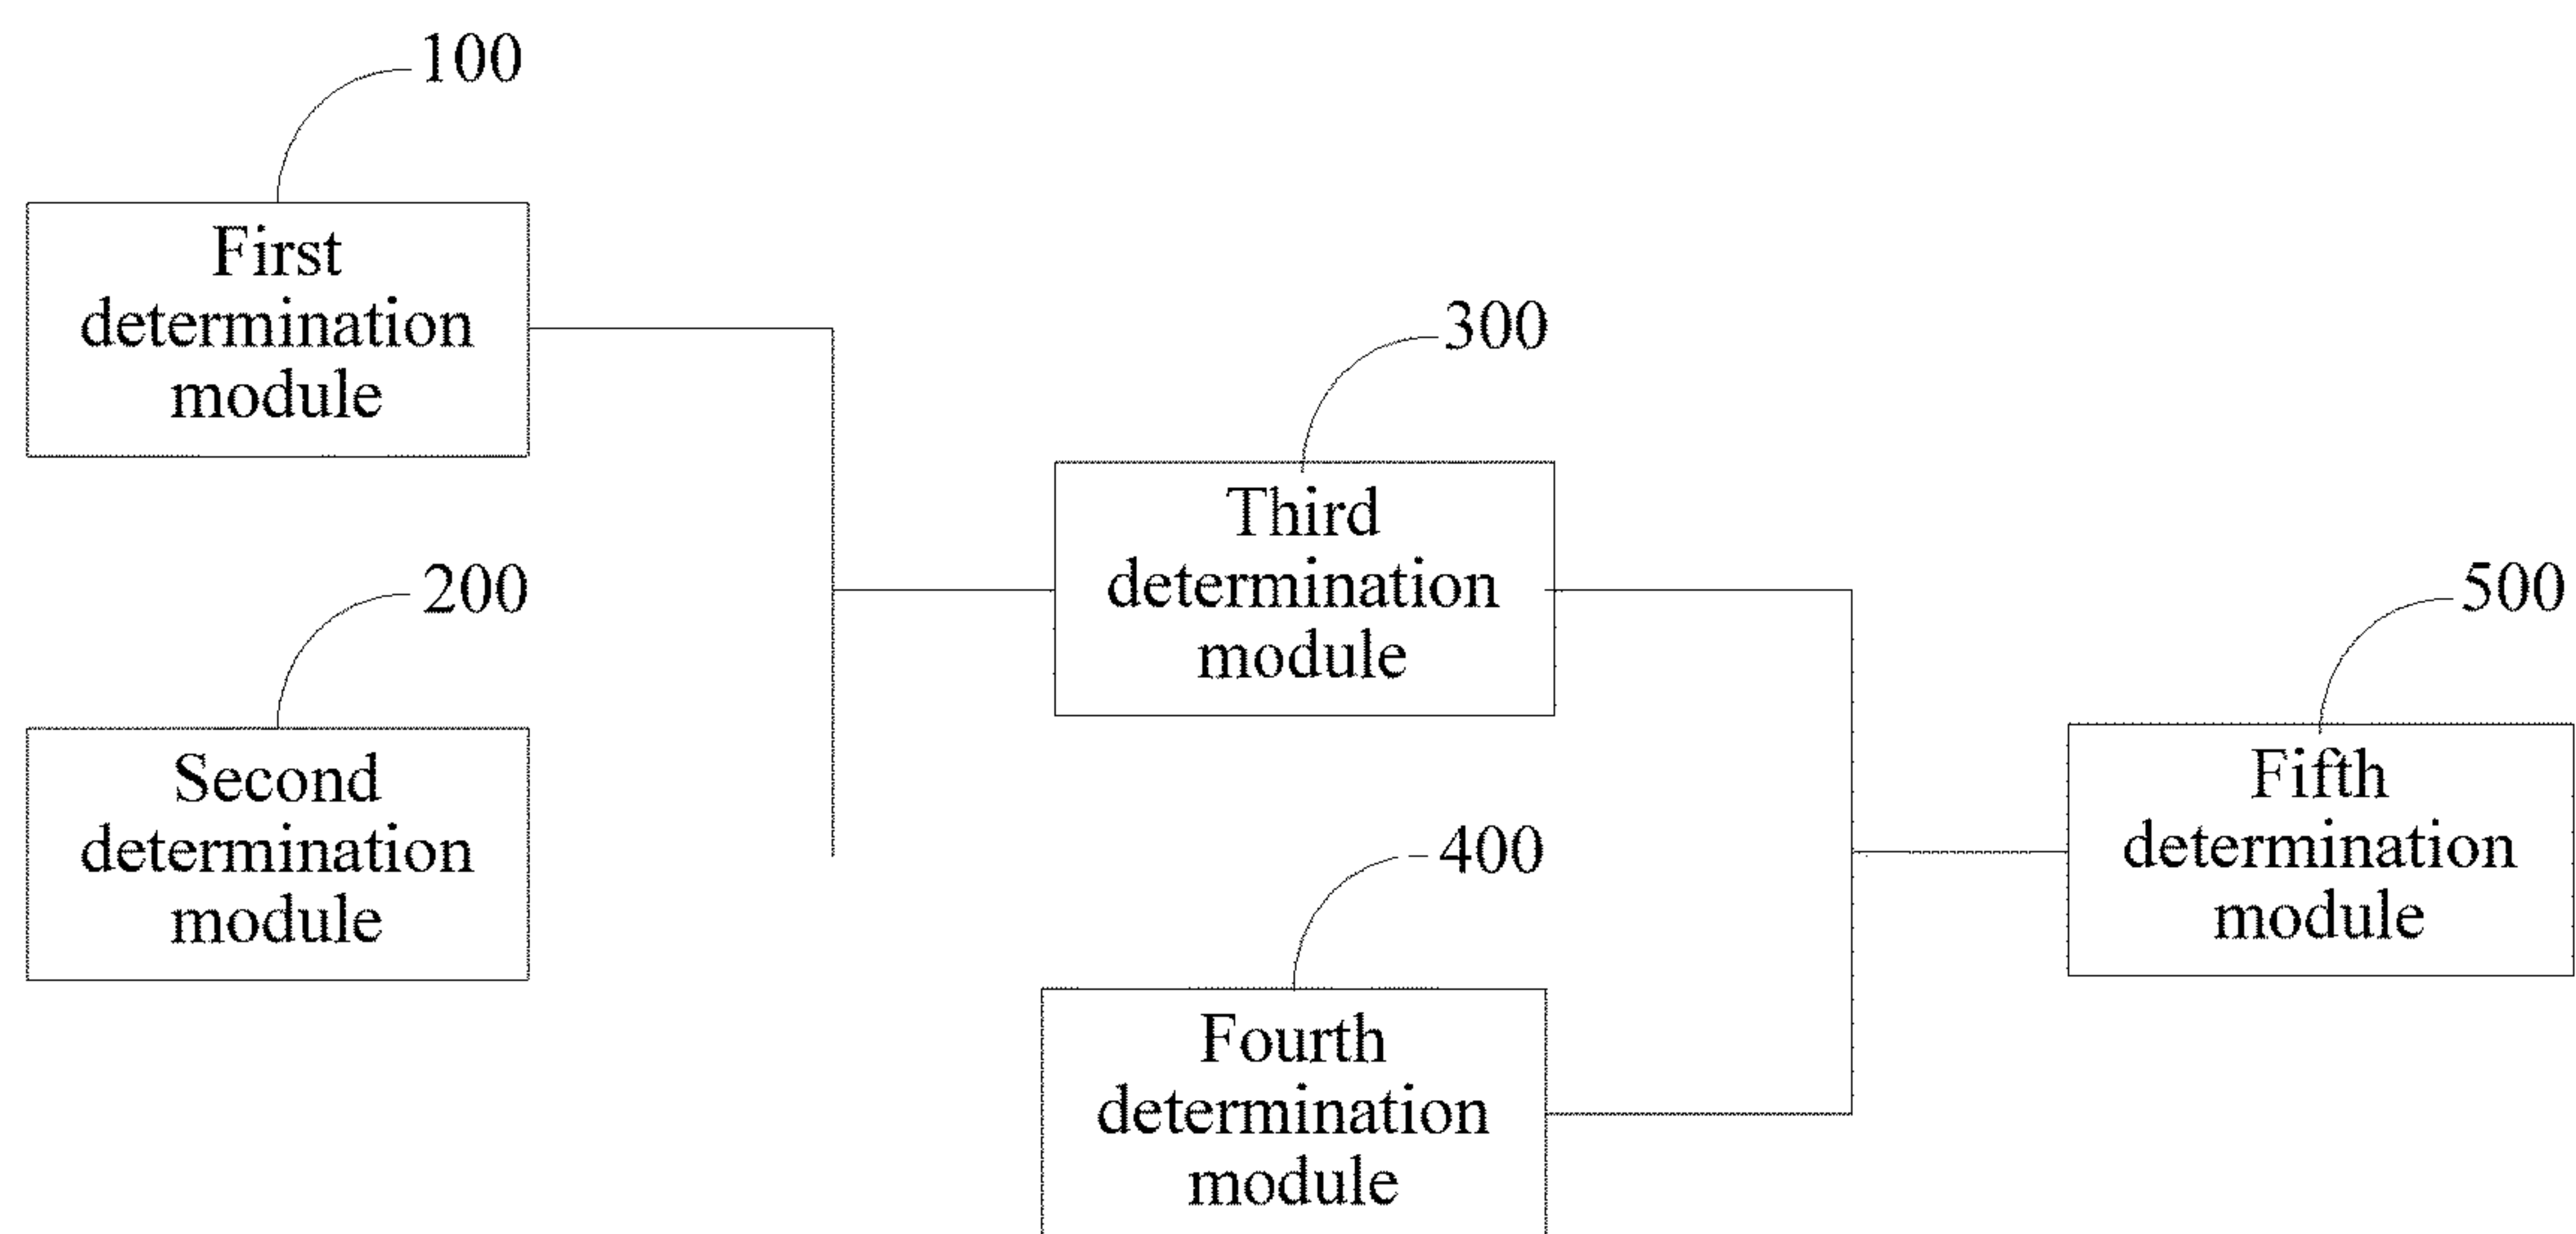 100
First
determination
module
200
Second
determination
module
300
Third
determination
module
400
Fourth
determination
module
500
Fifth
determination
module